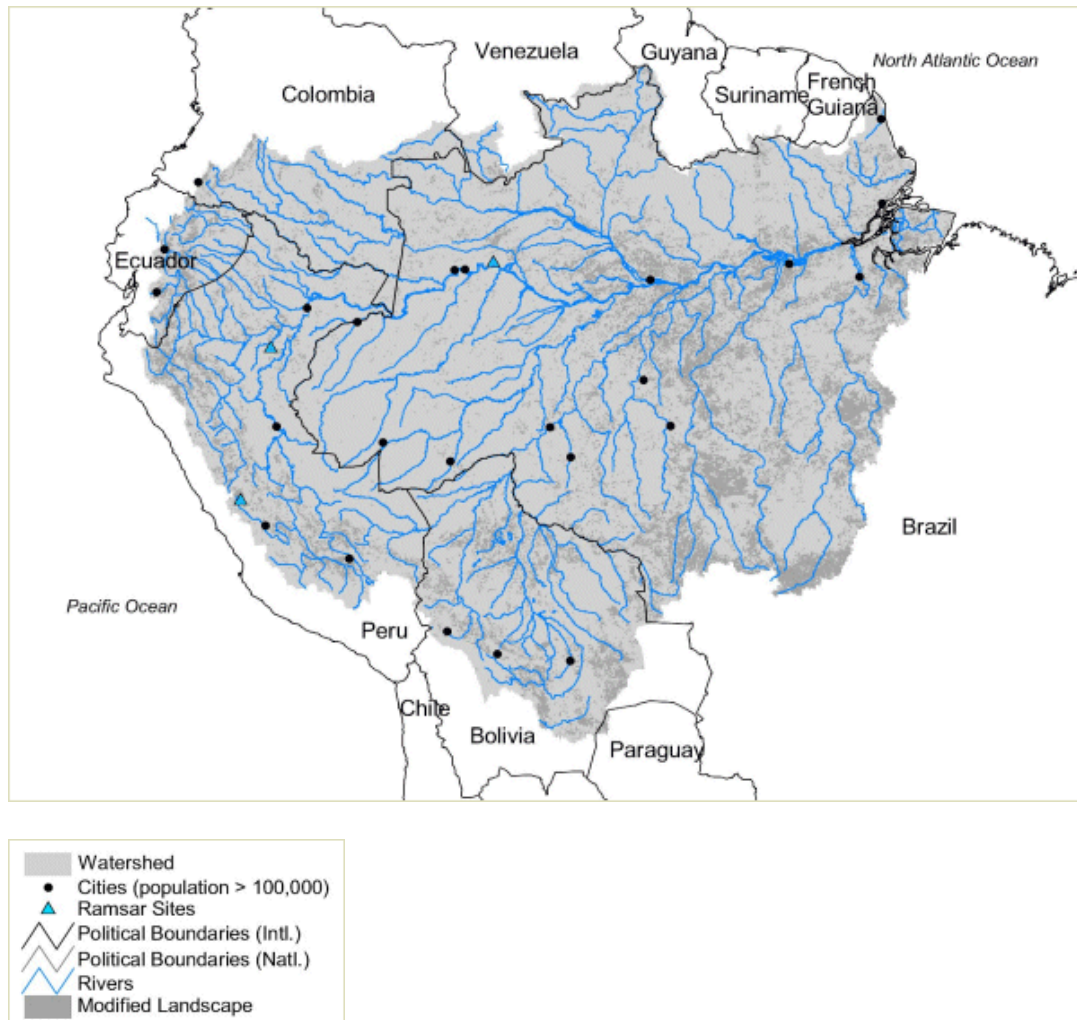 Venezuela
Guyana
North Atlantic Ocean
Colombia
Suriname
French
Guiana
Ecuador
Brazil
Pacific Ocean
Peru
Chile
Bolivia
Paraguay
Watershed
Cities (population > 100,000)
Ramsar Sites
Political Boundaries (Intl.)
Political Boundaries (Natl.)
Rivers
Modified Landscape